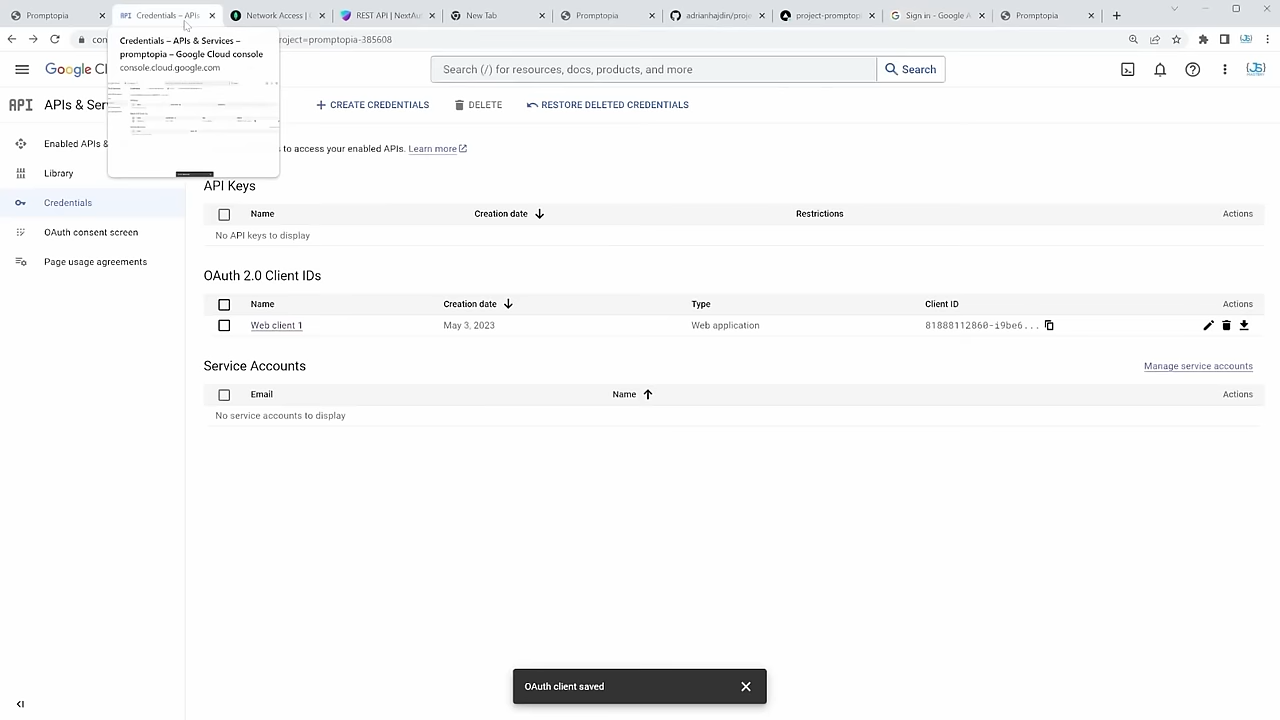 Promptopia
Credentials – APIs
Network Access |
REST API | NextAu
New Tab
Promptopia
adrianhajdin/proje
project-prompto
Sign in - Google A
Promptopia
con
project=promptopia-385608
Credentials – APIs & Services –
promptopia – Google Cloud console
console.cloud.google.com
Google Cl
Search (/) for resources, docs, products, and more
Search
API
APIs & Se
CREATE CREDENTIALS
DELETE
DELETED CREDENTIALS
Enabled APIs &
Library
Credentials
OAuth consent screen
Page usage agreements
to access your enabled APIs. Learn more
API Keys
Name
Creation date
Restrictions
Actions
No API keys to display
OAuth 2.0 Client IDs
Name
Creation date
Type
Client ID
Actions
Web client 1
May 3, 2023
Web application
81888112860-i9be6...
Service Accounts
Manage service accounts
Email
Name
Actions
No service accounts to display
OAuth client saved